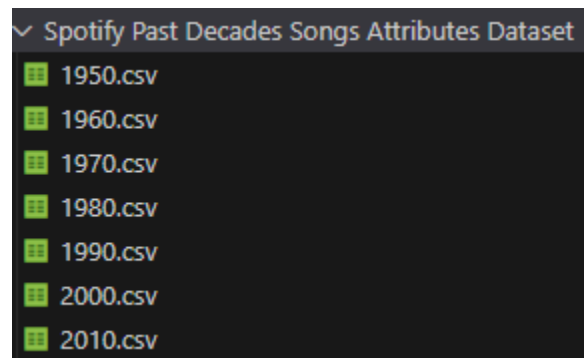 Spotify Past Decades Songs Attributes Dataset
1950.csv
1960.csv
1970.csv
1980.csv
1990.csv
2000.csv
2010.csv